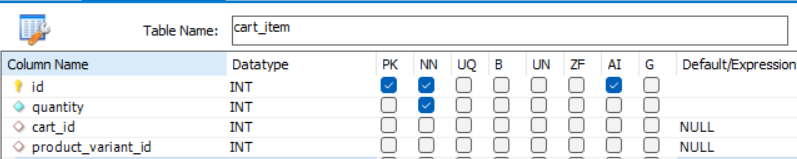 Table Name: cart_item
Column Name Datatype PK NN UQ B UN ZF AI G Default/Expression
id INT
quantity INT
cart_id INT NULL
product_variant_id INT NULL